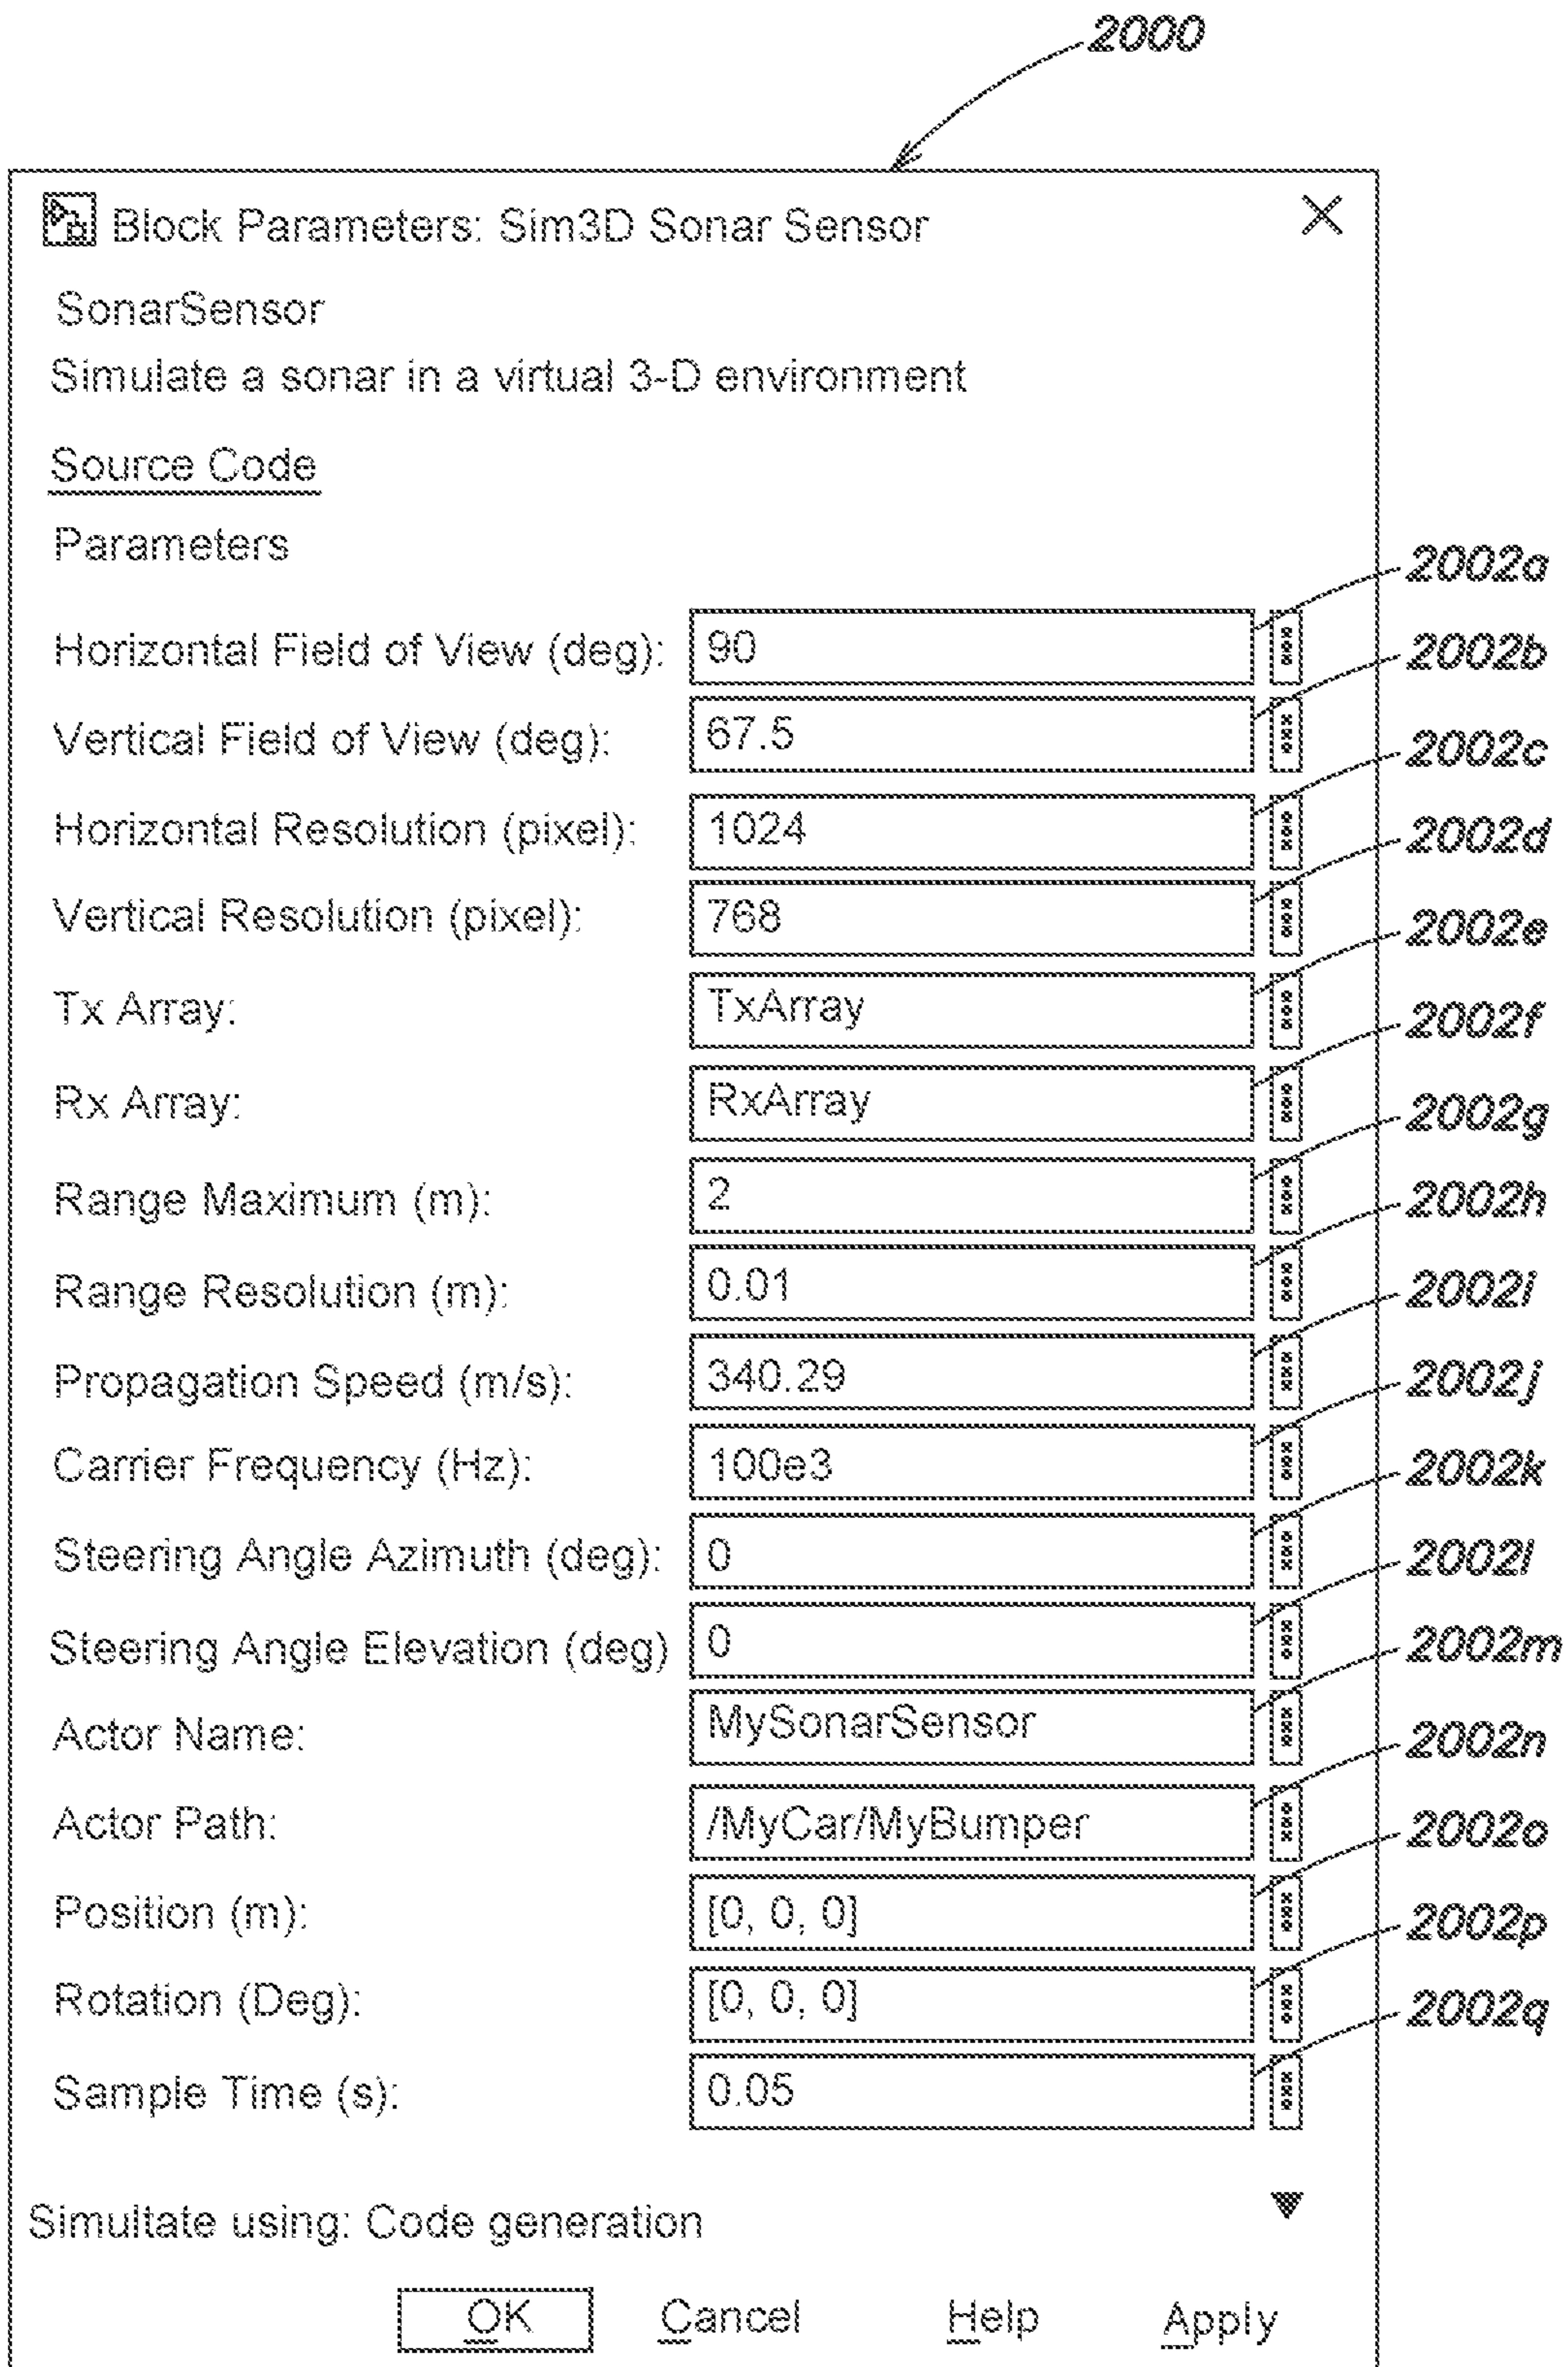 2000
Block Parameters: Sim3D Sonar Sensor
SonarSensor
Simulate a sonar in a virtual 3-D environment
Source Code
Parameters
Horizontal Field of View (deg): 90 2002a
Vertical Field of View (deg): 67.5 2002b
Horizontal Resolution (pixel): 1024 2002c
Vertical Resolution (pixel): 768 2002d
Tx Array: TxArray 2002e
Rx Array: RxArray 2002f
Range Maximum (m): 2 2002g
Range Resolution (m): 0.01 2002h
Propagation Speed (m/s): 340.29 2002i
Carrier Frequency (Hz): 100e3 2002j
Steering Angle Azimuth (deg): 0 2002k
Steering Angle Elevation (deg) 0 2002l
Actor Name: MySonarSensor 2002m
Actor Path: /MyCar/MyBumper 2002n
Position (m): [0, 0, 0] 2002o
Rotation (Deg): [0, 0, 0] 2002p
Sample Time (s): 0.05 2002q
Simultate using: Code generation
OK Cancel Help Apply